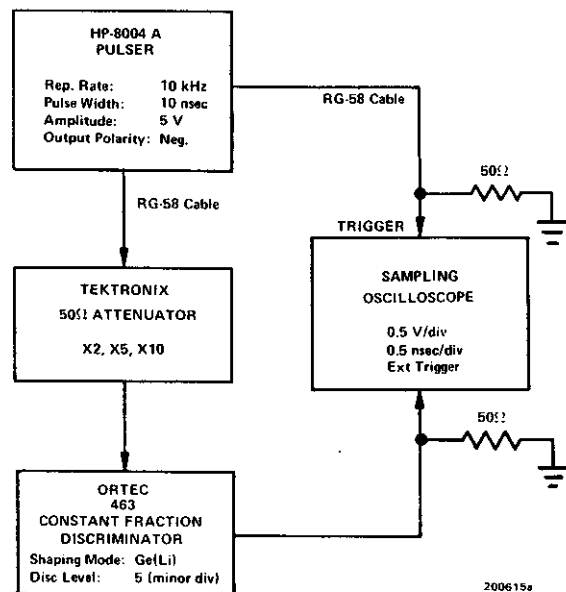 HP-8004 A
PULSER
Rep. Rate: 10 kHz
Pulse Width: 10 nsec
Amplitude: 5 V
Output Polarity: Neg.
RG-58 Cable
50Ω
RG-58 Cable
TRIGGER
TEKTRONIX
50Ω ATTENUATOR
X2, X5, X10
SAMPLING
OSCILLOSCOPE
0.5 V/div
0.5 nsec/div
Ext Trigger
50Ω
ORTEC
463
CONSTANT FRACTION
DISCRIMINATOR
Shaping Mode: Ge(Li)
Disc Level: 5 (minor div)
200615a